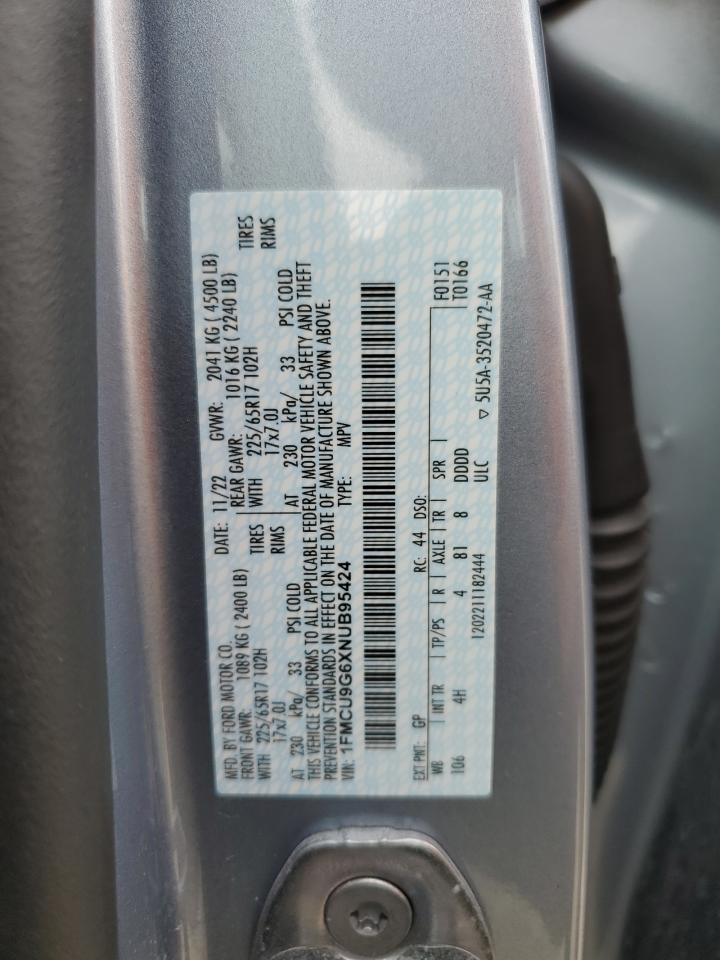 MFD. BY FORD MOTOR CO. DATE: 11/22 GVWR: 2041 KG ( 4500 LB)
FRONT GAWR: 1089 KG ( 2400 LB) REAR GAWR: 1016 KG ( 2240 LB)
WITH 225/65R17 102H TIRES WITH 225/65R17 102H TIRES
17x7.0J RIMS 17x7.0J RIMS
AT 230 kPa/ 33 PSI COLD AT 230 kPa/ 33 PSI COLD
THIS VEHICLE CONFORMS TO ALL APPLICABLE FEDERAL MOTOR VEHICLE SAFETY AND THEFT
PREVENTION STANDARDS IN EFFECT ON THE DATE OF MANUFACTURE SHOWN ABOVE.
VIN: 1FMCU9G6XNUB95424 TYPE: MPV
EXT PNT: GP RC: 44 DSO: F0151
WB INT TR TP/PS R AXLE TR SPR T0166
106 4H 4 81 8 DDDD
1202211182444 ULC ▽ 5U5A-3520472-AA